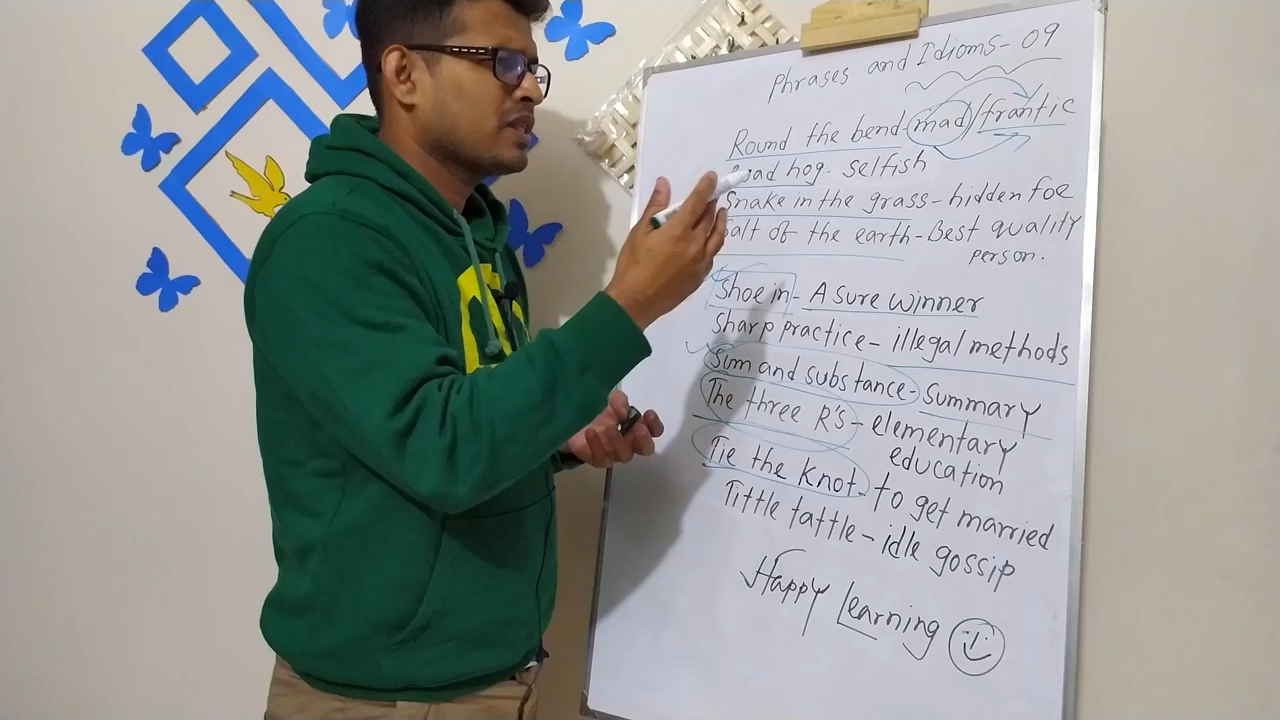 Phrases and Idioms-09
Round the bend mad/frantic
Road hog- selfish
Snake in the grass-hidden foe
Salt of the earth-Best quality
person.
Shoe in- A sure winner
Sharp practice- illegal methods
Sum and substance- Summary
The three R's- elementary
education
Tie the Knot- to get married
Tittle tattle-idle gossip
Happy Learning